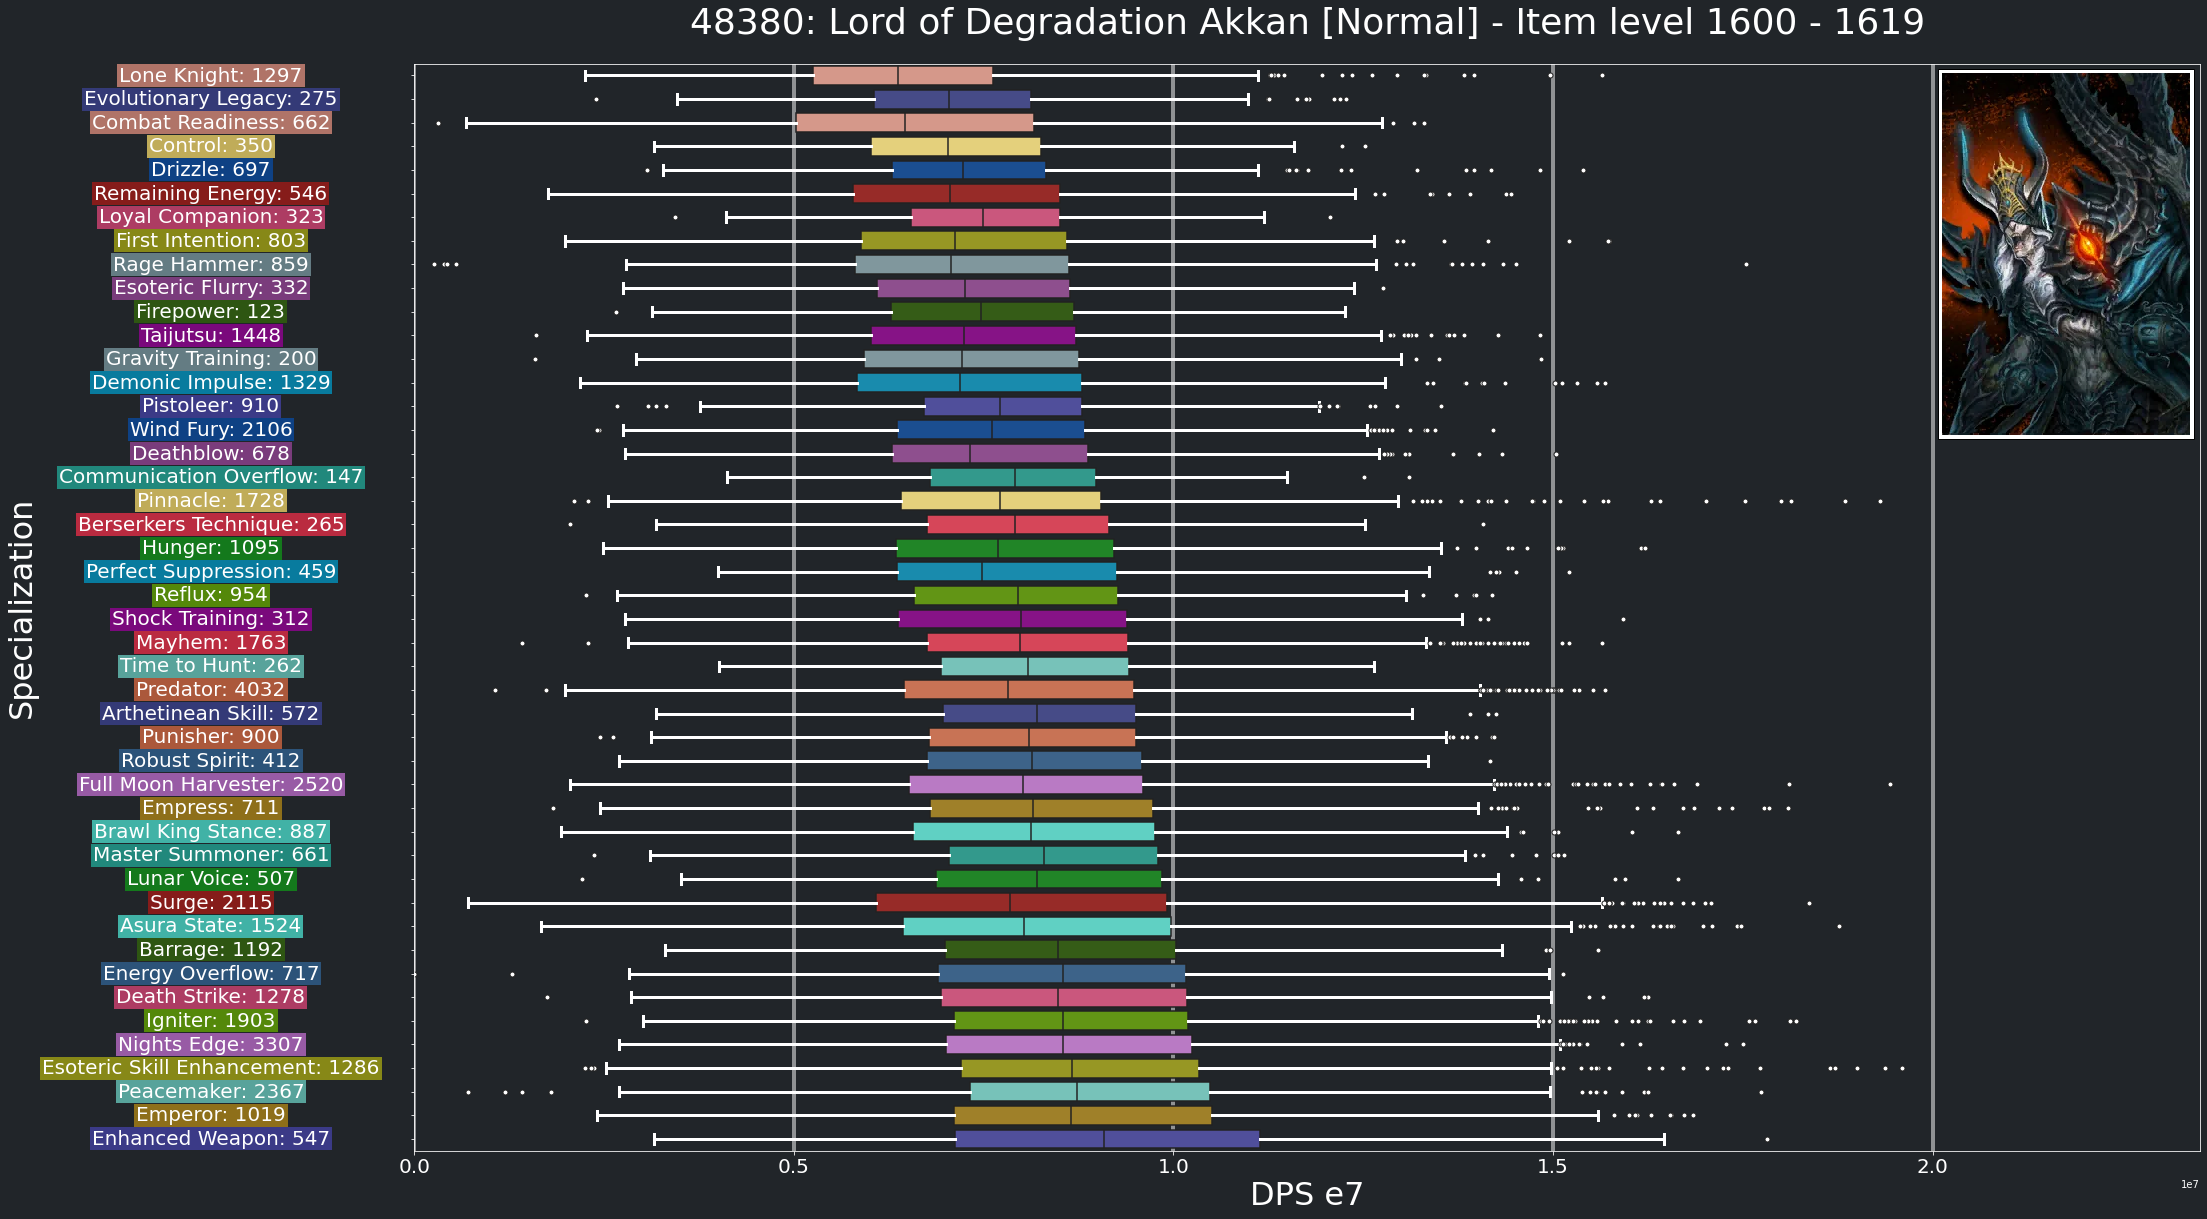 48380: Lord of Degradation Akkan [Normal] - Item level 1600 - 1619
Lone Knight: 1297
Evolutionary Legacy: 275
Combat Readiness: 662
Control: 350
Drizzle: 697
Remaining Energy: 546
Loyal Companion: 323
First Intention: 803
Rage Hammer: 859
Esoteric Flurry: 332
Firepower: 123
Taijutsu: 1448
Gravity Training: 200
Demonic Impulse: 1329
Pistoleer: 910
Wind Fury: 2106
Deathblow: 678
Communication Overflow: 147
Pinnacle: 1728
Berserkers Technique: 265
Hunger: 1095
Perfect Suppression: 459
Reflux: 954
Shock Training: 312
Mayhem: 1763
Time to Hunt: 262
Predator: 4032
Arthetinean Skill: 572
Punisher: 900
Robust Spirit: 412
Full Moon Harvester: 2520
Empress: 711
Brawl King Stance: 887
Master Summoner: 661
Lunar Voice: 507
Surge: 2115
Asura State: 1524
Barrage: 1192
Energy Overflow: 717
Death Strike: 1278
Igniter: 1903
Nights Edge: 3307
Esoteric Skill Enhancement: 1286
Peacemaker: 2367
Emperor: 1019
Enhanced Weapon: 547
Specialization
0.0 0.5 1.0 1.5 2.0
DPS e7
1e7